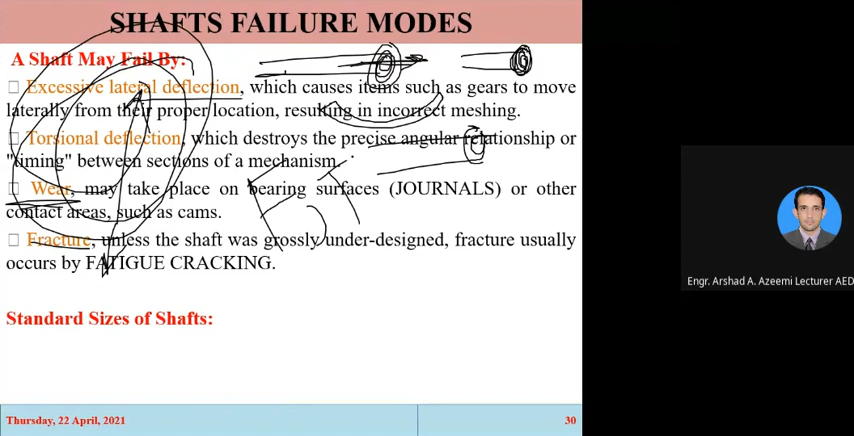 SHAFTS FAILURE MODES
A Shaft May Fail By:
Excessive lateral deflection, which causes items such as gears to move
laterally from their proper location, resulting in incorrect meshing.
Torsional deflection, which destroys the precise angular relationship or
"timing" between sections of a mechanism.
Wear, may take place on bearing surfaces (JOURNALS) or other
contact areas, such as cams.
Fracture, unless the shaft was grossly under-designed, fracture usually
occurs by FATIGUE CRACKING.
Standard Sizes of Shafts:
Thursday, 22 April, 2021
30
Engr. Arshad A. Azeemi Lecturer AED